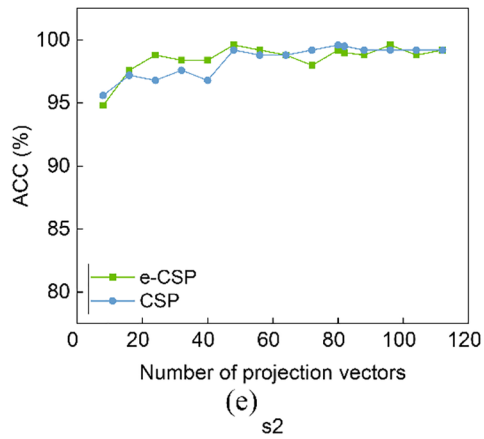 100
95
90
85
80
ACC (%)
e-CSP
CSP
0 20 40 60 80 100 120
Number of projection vectors
(e)
s2